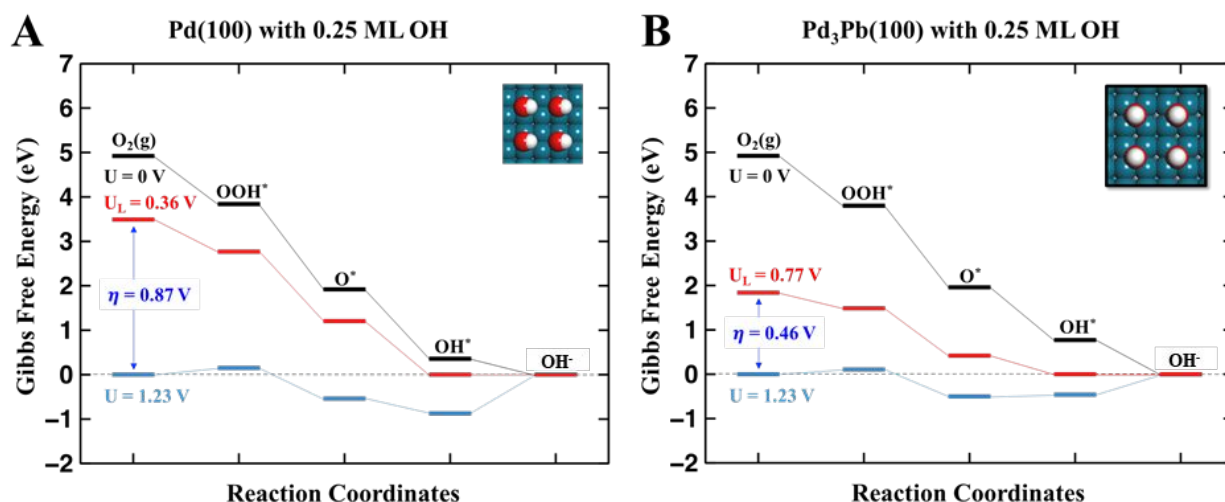 A
Pd(100) with 0.25 ML OH
7
6
5
4
3
2
1
0
−1
−2
Gibbs Free Energy (eV)
O₂(g)
U = 0 V
OOH*
U_L = 0.36 V
η = 0.87 V
O*
OH*
OH-
U = 1.23 V
Reaction Coordinates
B
Pd₃Pb(100) with 0.25 ML OH
7
6
5
4
3
2
1
0
−1
−2
Gibbs Free Energy (eV)
O₂(g)
U = 0 V
OOH*
U_L = 0.77 V
η = 0.46 V
O*
OH*
OH-
U = 1.23 V
Reaction Coordinates